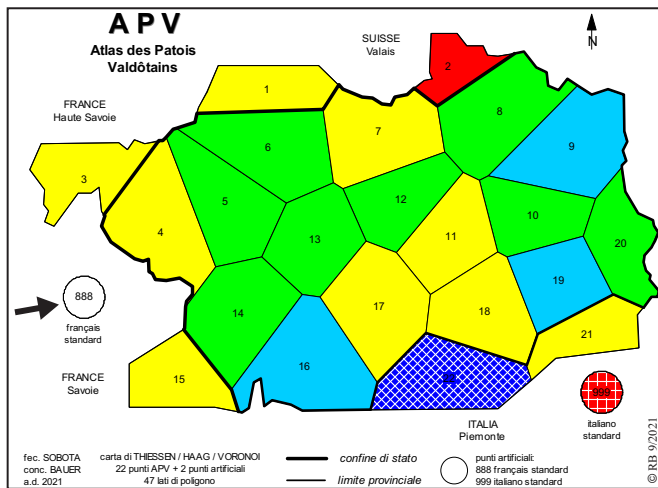 A P V
Atlas des Patois
Valdôtains
SUISSE
Valais
N
FRANCE
Haute Savoie
1
2
3
4
5
6
7
8
9
10
11
12
13
14
15
16
17
18
19
20
21
888
français
standard
FRANCE
Savoie
999
italiano
standard
ITALIA
Piemonte
fec. SOBOTA
conc. BAUER
a.d. 2021
carta di THIESSEN / HAAG / VORONOI
22 punti APV + 2 punti artificiali
47 lati di poligono
confine di stato
limite provinciale
punti artificiali:
888 français standard
999 italiano standard
© RB 9/2021